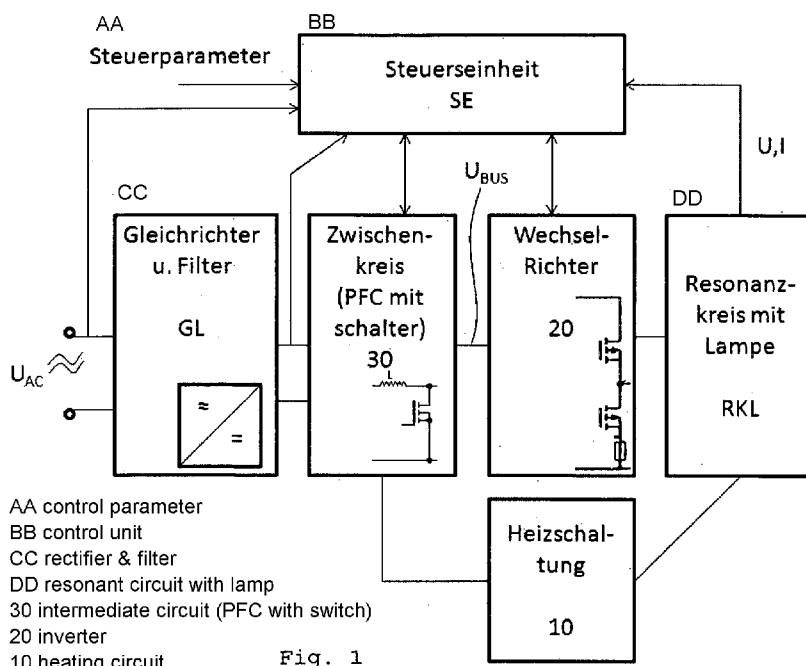 AA
BB
Steuerparameter
Steuerseinheit
SE
U,I
U_BUS
CC
DD
Gleichrichter
u. Filter
GL
Zwischen-
kreis
(PFC mit
schalter)
30
L
Wechsel-
Richter
20
Resonanz-
kreis mit
Lampe
RKL
U_AC
≈
=
AA control parameter
BB control unit
CC rectifier & filter
DD resonant circuit with lamp
30 intermediate circuit (PFC with switch)
20 inverter
10 heating circuit
Heizschal-
tung
10
Fig. 1